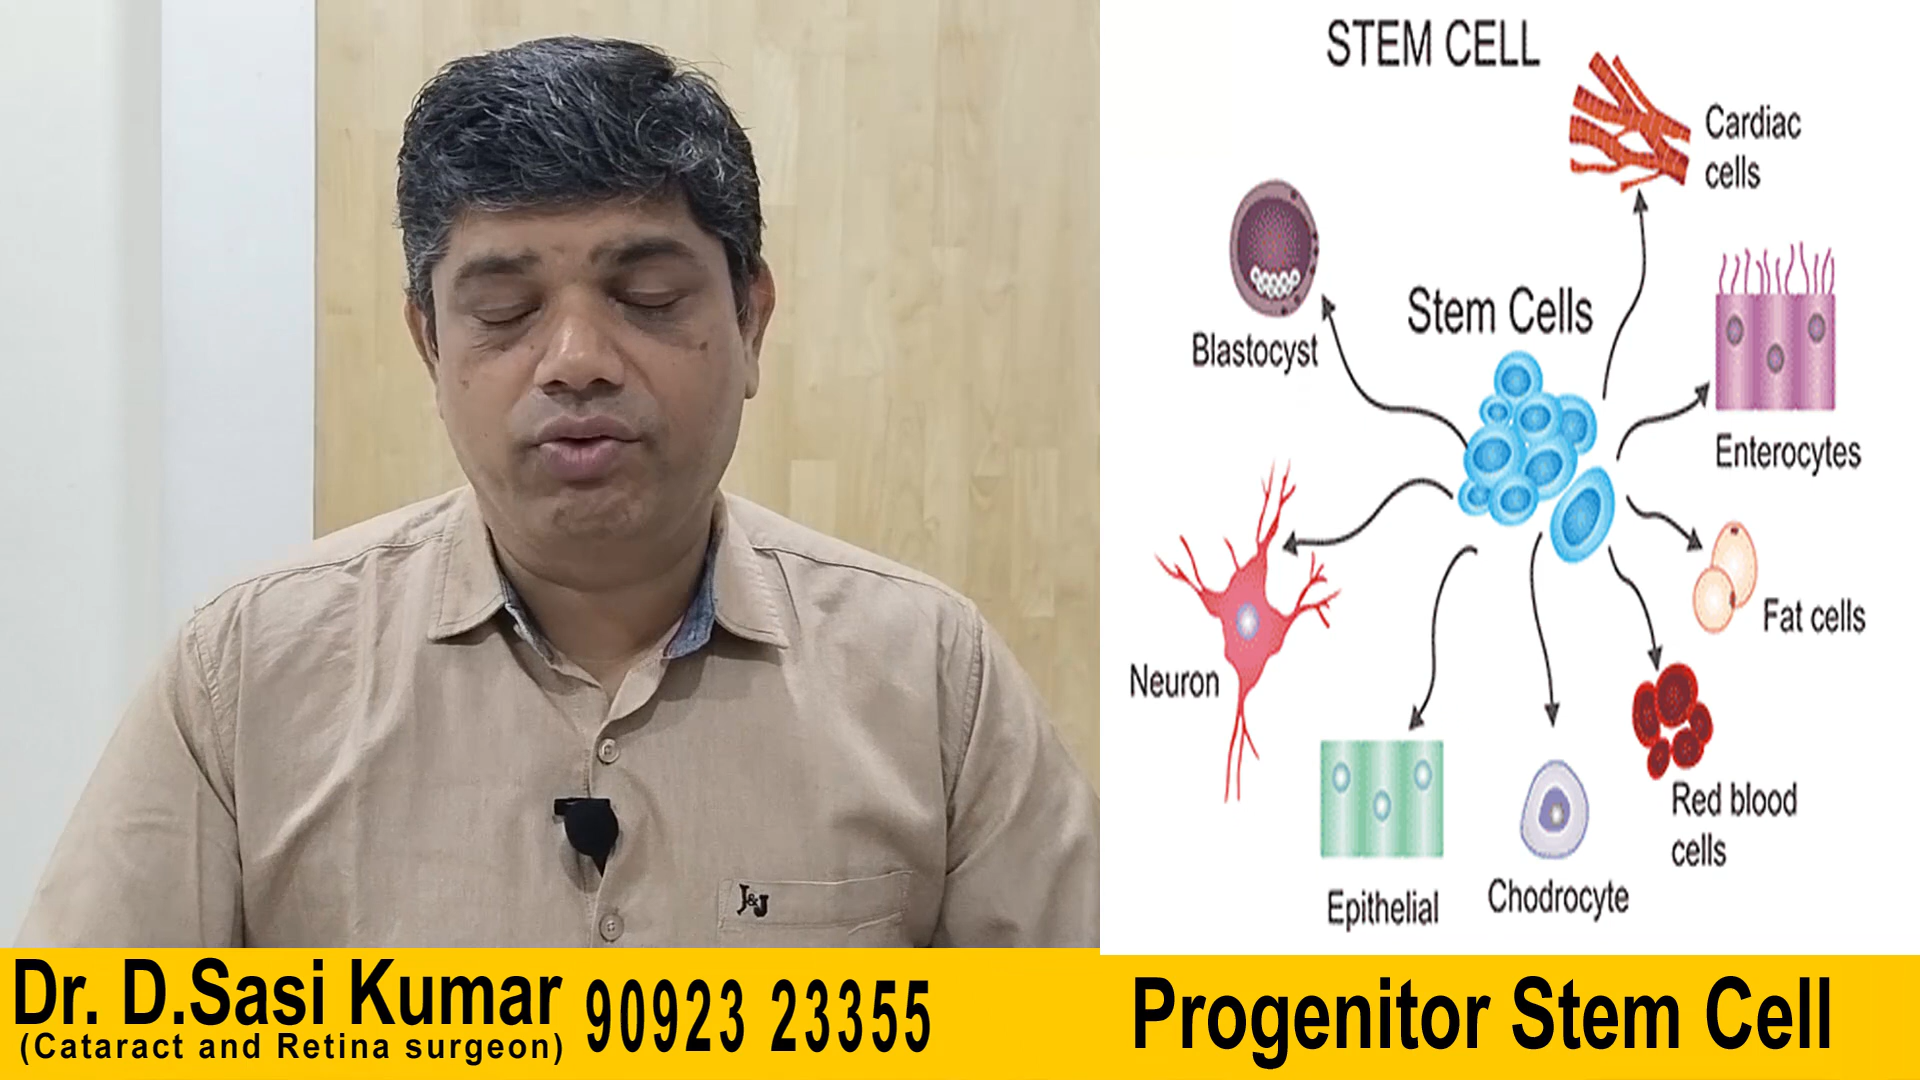 STEM CELL
Cardiac
cells
Blastocyst
Stem Cells
Enterocytes
Neuron
Fat cells
Epithelial
Chodrocyte
Red blood
cells
J&J
Dr. D.Sasi Kumar
(Cataract and Retina surgeon)
90923 23355
Progenitor Stem Cell